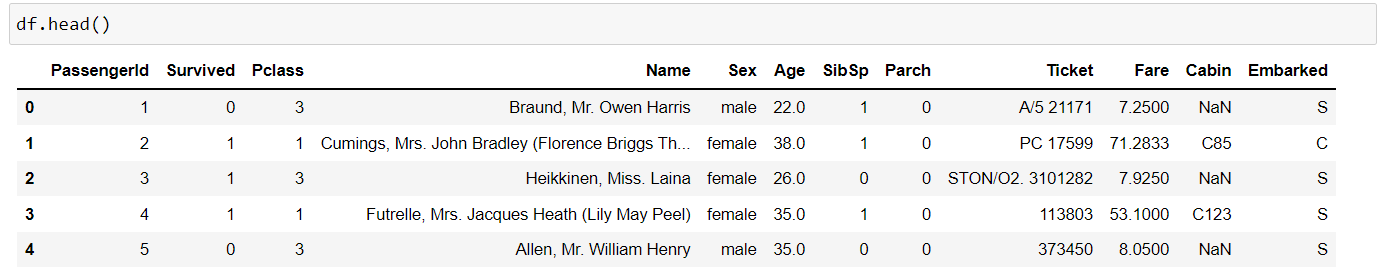 df.head()
PassengerId Survived Pclass Name Sex Age SibSp Parch Ticket Fare Cabin Embarked
0 1 0 3 Braund, Mr. Owen Harris male 22.0 1 0 A/5 21171 7.2500 NaN S
1 2 1 1 Cumings, Mrs. John Bradley (Florence Briggs Th... female 38.0 1 0 PC 17599 71.2833 C85 C
2 3 1 3 Heikkinen, Miss. Laina female 26.0 0 0 STON/O2. 3101282 7.9250 NaN S
3 4 1 1 Futrelle, Mrs. Jacques Heath (Lily May Peel) female 35.0 1 0 113803 53.1000 C123 S
4 5 0 3 Allen, Mr. William Henry male 35.0 0 0 373450 8.0500 NaN S